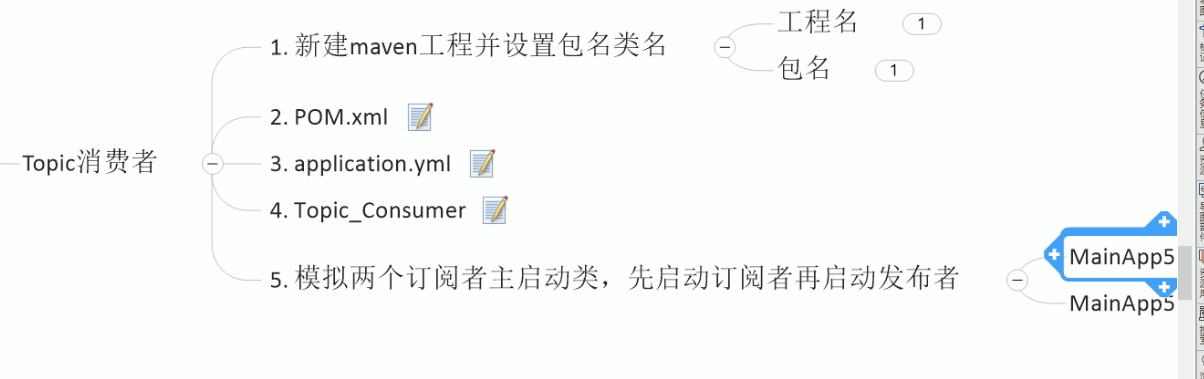 工程名 1
1. 新建maven工程并设置包名类名
包名 1
2. POM.xml
Topic消费者
3. application.yml
4. Topic_Consumer
5. 模拟两个订阅者主启动类，先启动订阅者再启动发布者
MainApp5
MainApp5